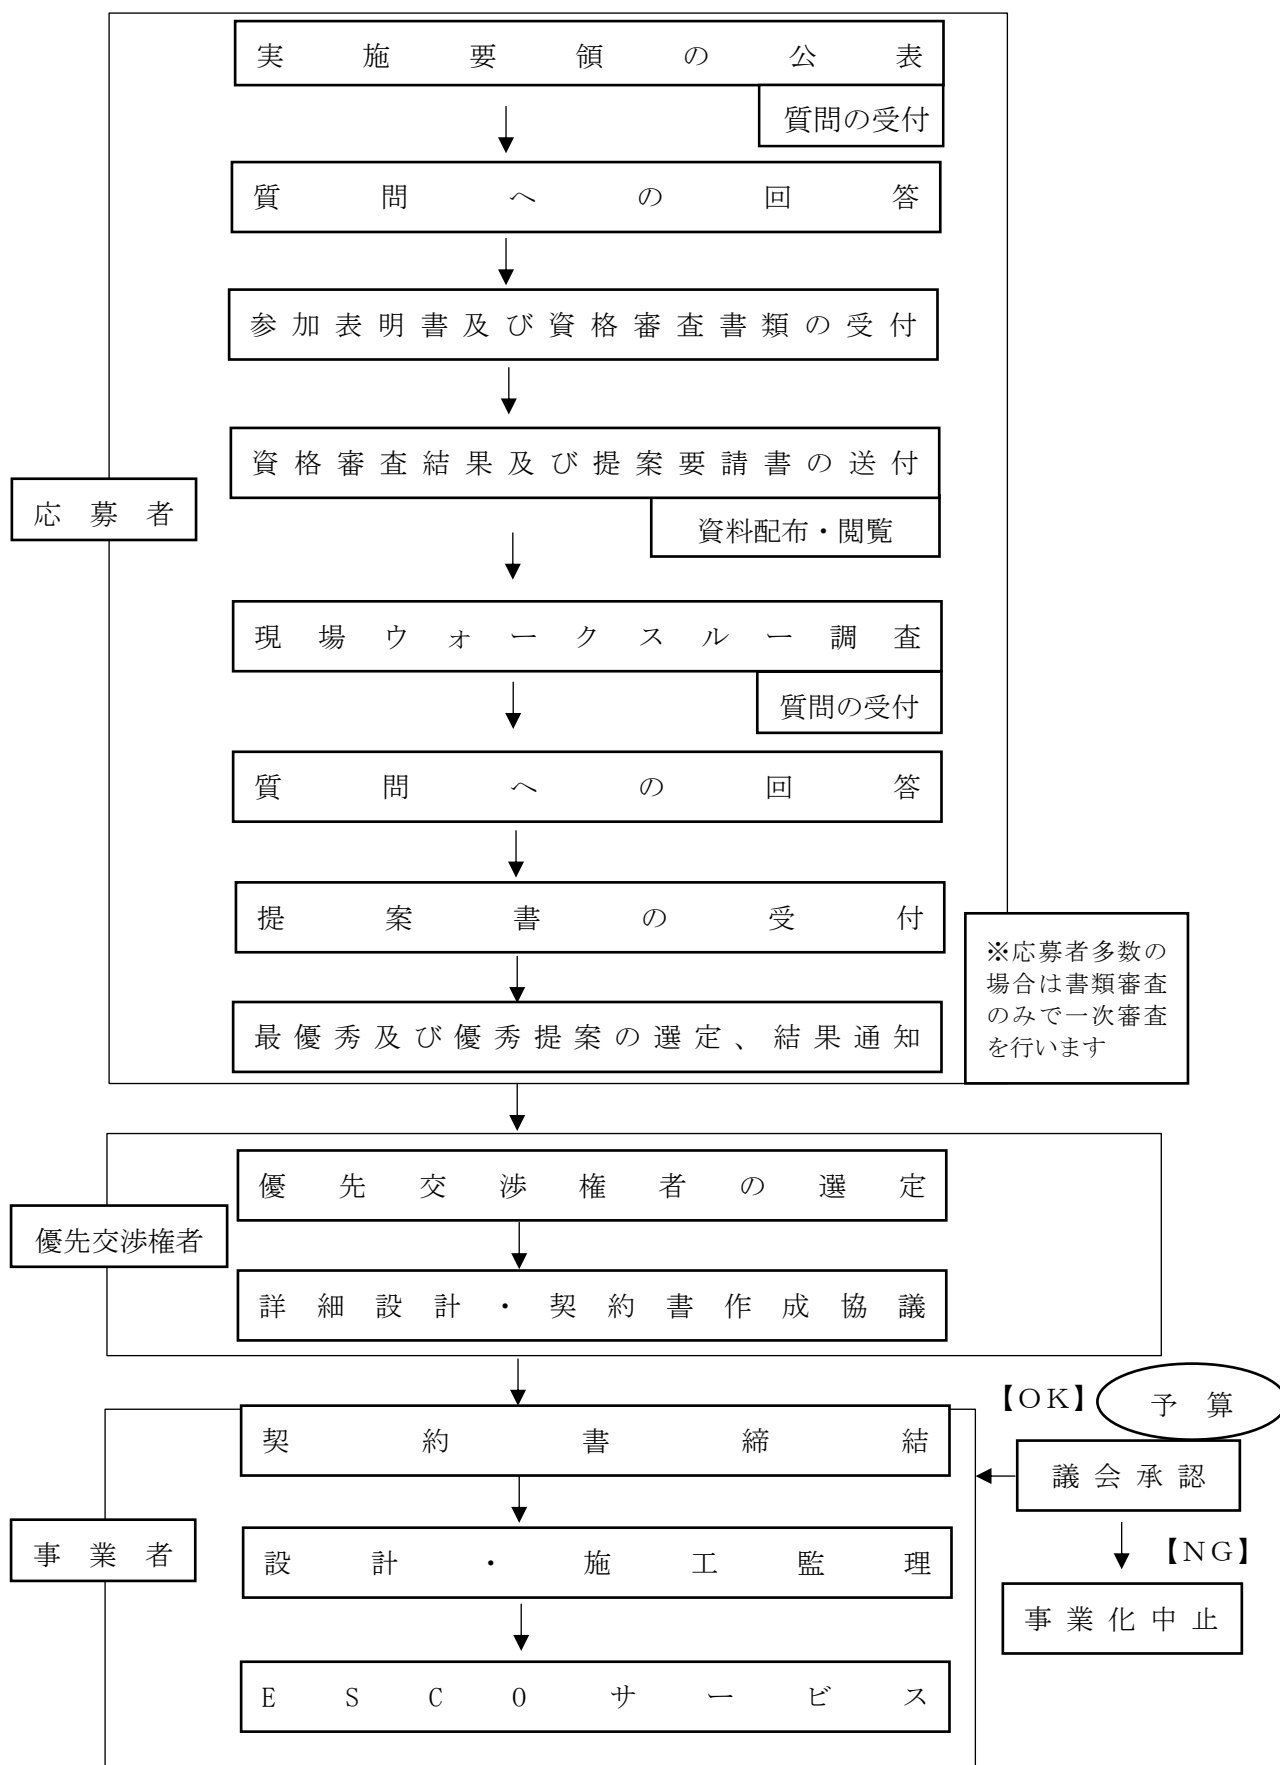 実施要領の公表
質問の受付
質問への回答
参加表明書及び資格審査書類の受付
資格審査結果及び提案要請書の送付
応募者
資料配布・閲覧
現場ウォークスルー調査
質問の受付
質問への回答
提案書の受付
※応募者多数の
場合は書類審査
のみで一次審査
を行います
最優秀及び優秀提案の選定、結果通知
優先交渉権者の選定
優先交渉権者
詳細設計・契約書作成協議
【OK】
予算
契約書締結
議会承認
事業者
設計・施工監理
【NG】
事業化中止
ESCOサービス